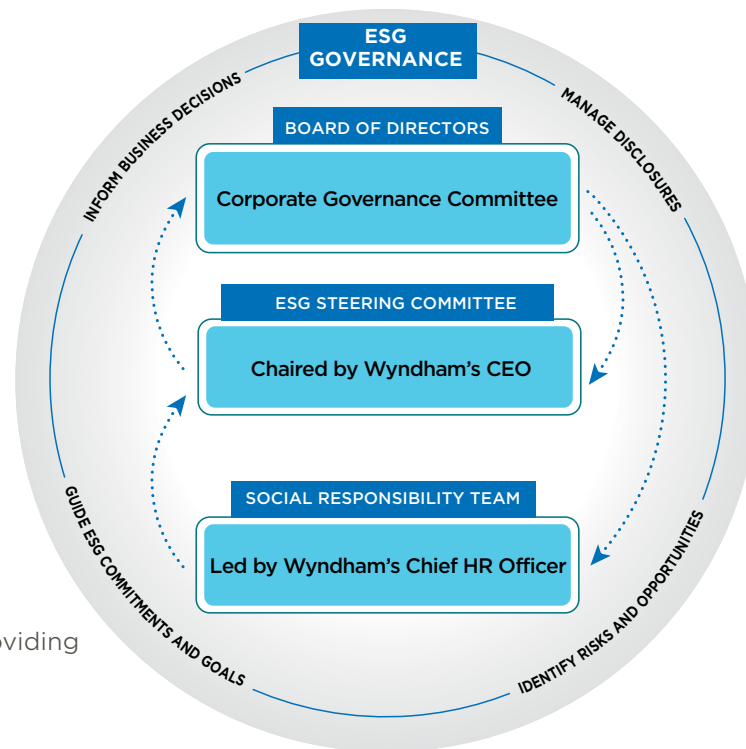 ESG
GOVERNANCE
INFORM BUSINESS DECISIONS
MANAGE DISCLOSURES
BOARD OF DIRECTORS
Corporate Governance Committee
ESG STEERING COMMITTEE
Chaired by Wyndham’s CEO
SOCIAL RESPONSIBILITY TEAM
Led by Wyndham’s Chief HR Officer
GUIDE ESG COMMITMENTS AND GOALS
IDENTIFY RISKS AND OPPORTUNITIES